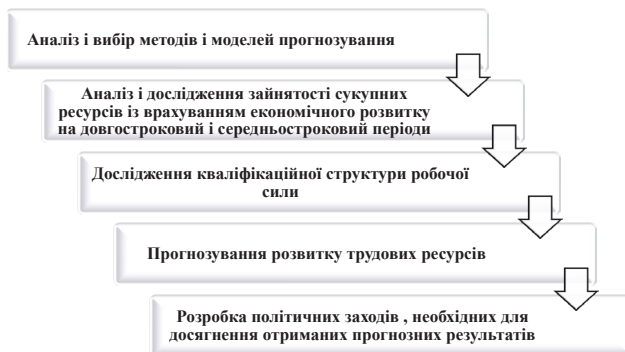 Аналіз і вибір методів і моделей прогнозування
Аналіз і дослідження зайнятості сукупних
ресурсів із врахуванням економічного розвитку
на довгостроковий і середньостроковий періоди
Дослідження кваліфікаційної структури робочої
сили
Прогнозування розвитку трудових ресурсів
Розробка політичних заходів , необхідних для
досягнення отриманих прогнозних результатів